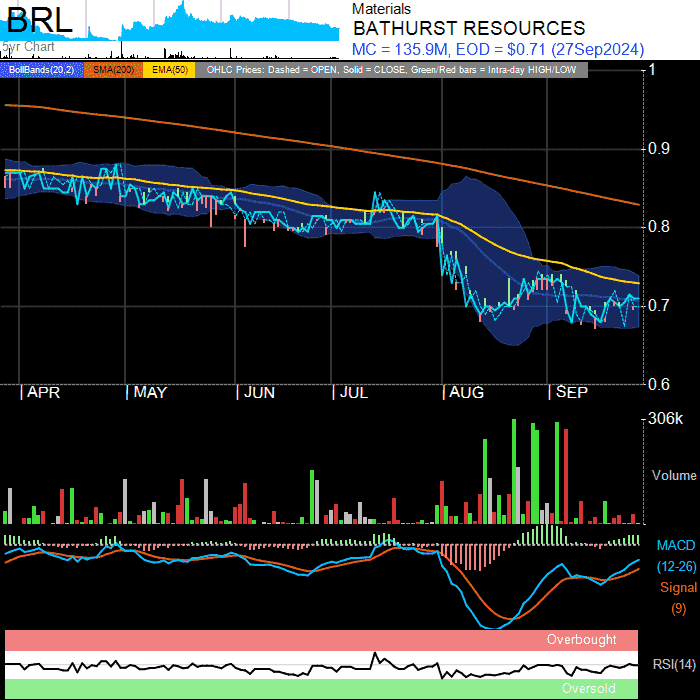 BRL
5yr Chart
Materials
BATHURST RESOURCES
MC = 135.9M, EOD = $0.71 (27Sep2024)
BollBands(20,2) SMA(200) EMA(50) OHLC Prices: Dashed = OPEN, Solid = CLOSE, Green/Red bars = Intra-day HIGH/LOW
1
0.9
0.8
0.7
0.6
| APR | MAY | JUN | JUL | AUG | SEP
306k
Volume
MACD
(12-26)
Signal
(9)
Overbought
RSI(14)
Oversold